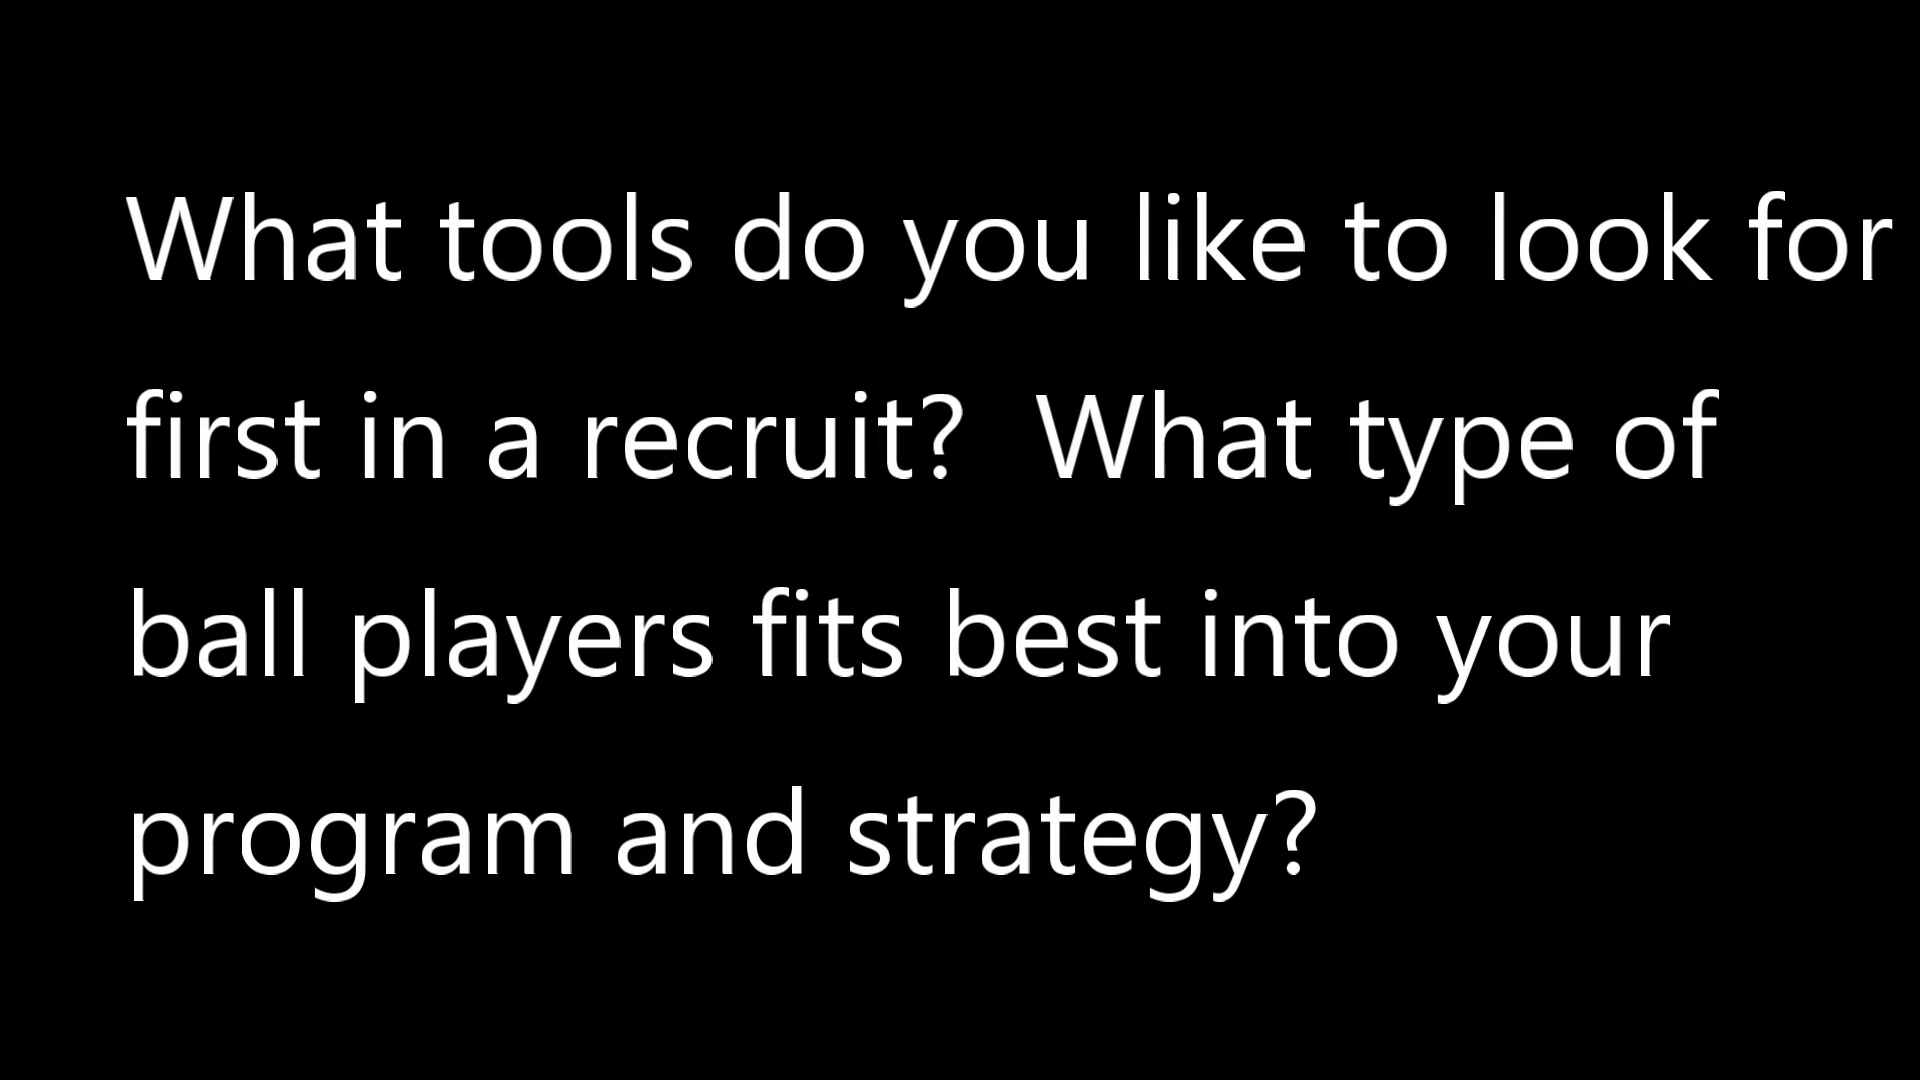 What tools do you like to look for
first in a recruit?  What type of
ball players fits best into your
program and strategy?